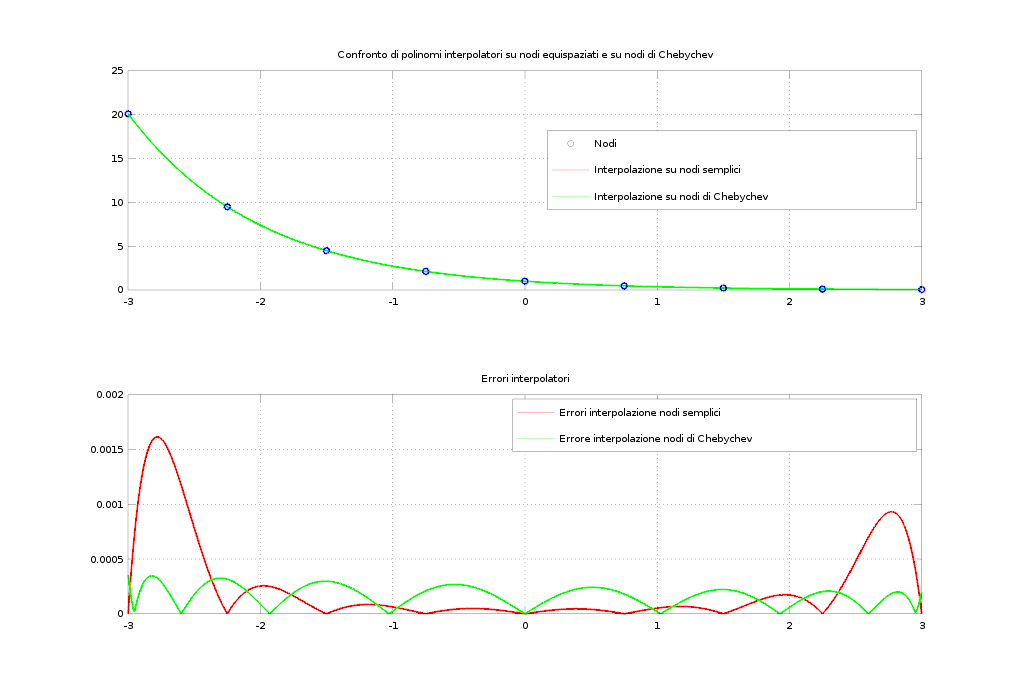 Confronto di polinomi interpolatori su nodi equispaziati e su nodi di Chebychev
25
20
15
10
5
0
Nodi
Interpolazione su nodi semplici
Interpolazione su nodi di Chebychev
-3 -2 -1 0 1 2 3
Errori interpolatori
0.002
0.0015
0.001
0.0005
0
Errori interpolazione nodi semplici
Errore interpolazione nodi di Chebychev
-3 -2 -1 0 1 2 3